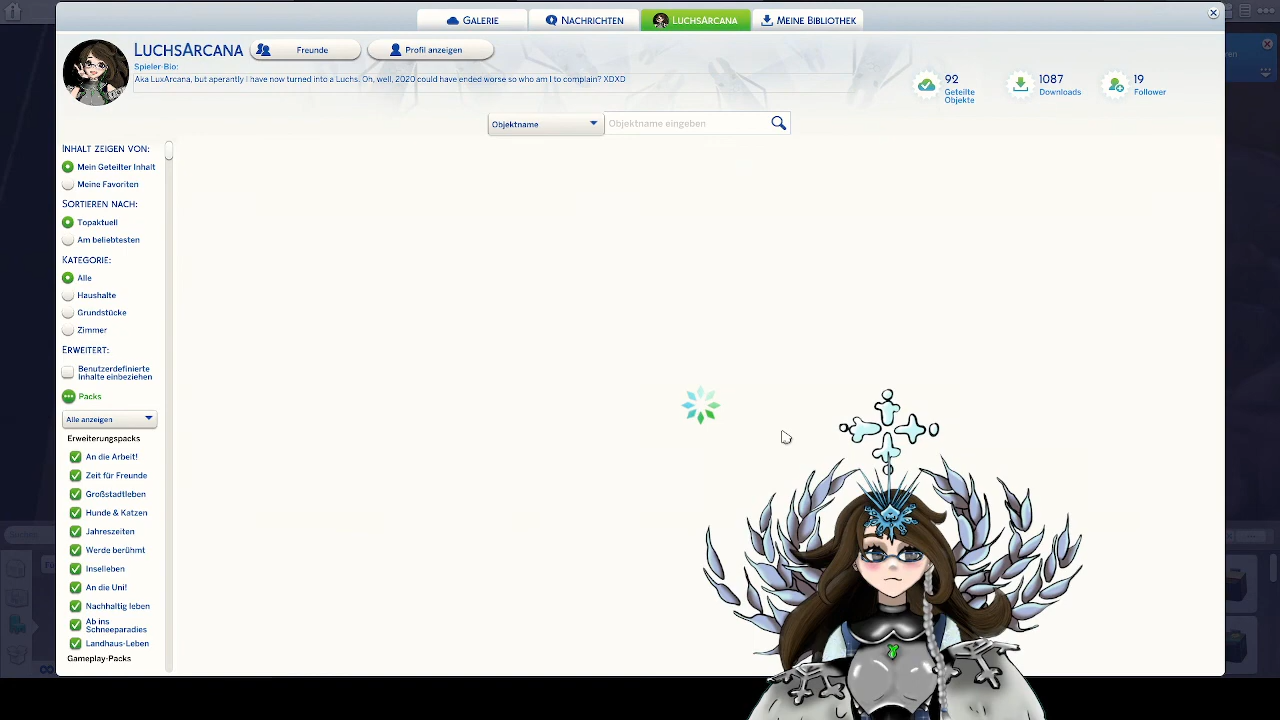 GALERIE
NACHRICHTEN
LUCHSARCANA
MEINE BIBLIOTHEK
LUCHSARCANA
Freunde
Profil anzeigen
Spieler-Bio:
Aka LuxArcana, but aperantly I have now turned into a Luchs. Oh, well, 2020 could have ended worse so who am I to complain? XDXD
92
Geteilte
Objekte
1087
Downloads
19
Follower
Objektname
Objektname eingeben
INHALT ZEIGEN VON:
Mein Geteilter Inhalt
Meine Favoriten
SORTIEREN NACH:
Topaktuell
Am beliebtesten
KATEGORIE:
Alle
Haushalte
Grundstücke
Zimmer
ERWEITERT:
Benutzerdefinierte
Inhalte einbeziehen
Packs
Alle anzeigen
Erweiterungspacks
An die Arbeit!
Zeit für Freunde
Großstadtleben
Hunde & Katzen
Jahreszeiten
Werde berühmt
Inselleben
An die Uni!
Nachhaltig leben
Ab ins
Schneeparadies
Landhaus-Leben
Gameplay-Packs